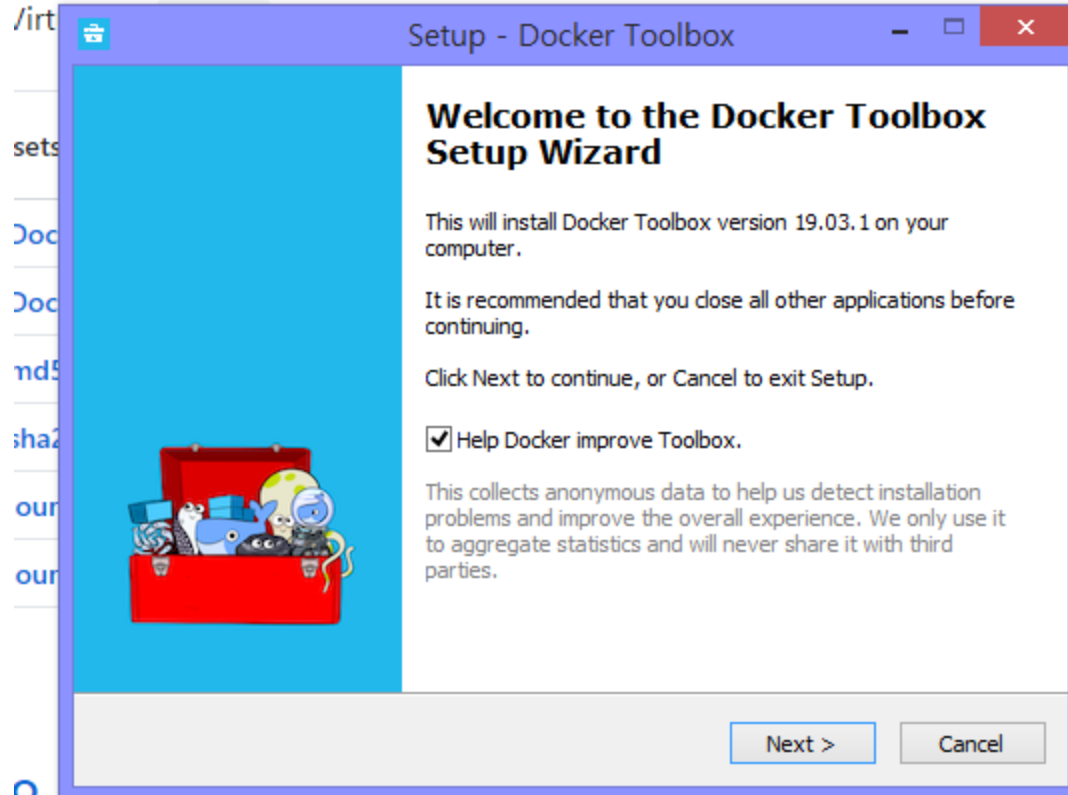 Setup - Docker Toolbox
Welcome to the Docker Toolbox
Setup Wizard
This will install Docker Toolbox version 19.03.1 on your
computer.
It is recommended that you close all other applications before
continuing.
Click Next to continue, or Cancel to exit Setup.
Help Docker improve Toolbox.
This collects anonymous data to help us detect installation
problems and improve the overall experience. We only use it
to aggregate statistics and will never share it with third
parties.
Next >
Cancel